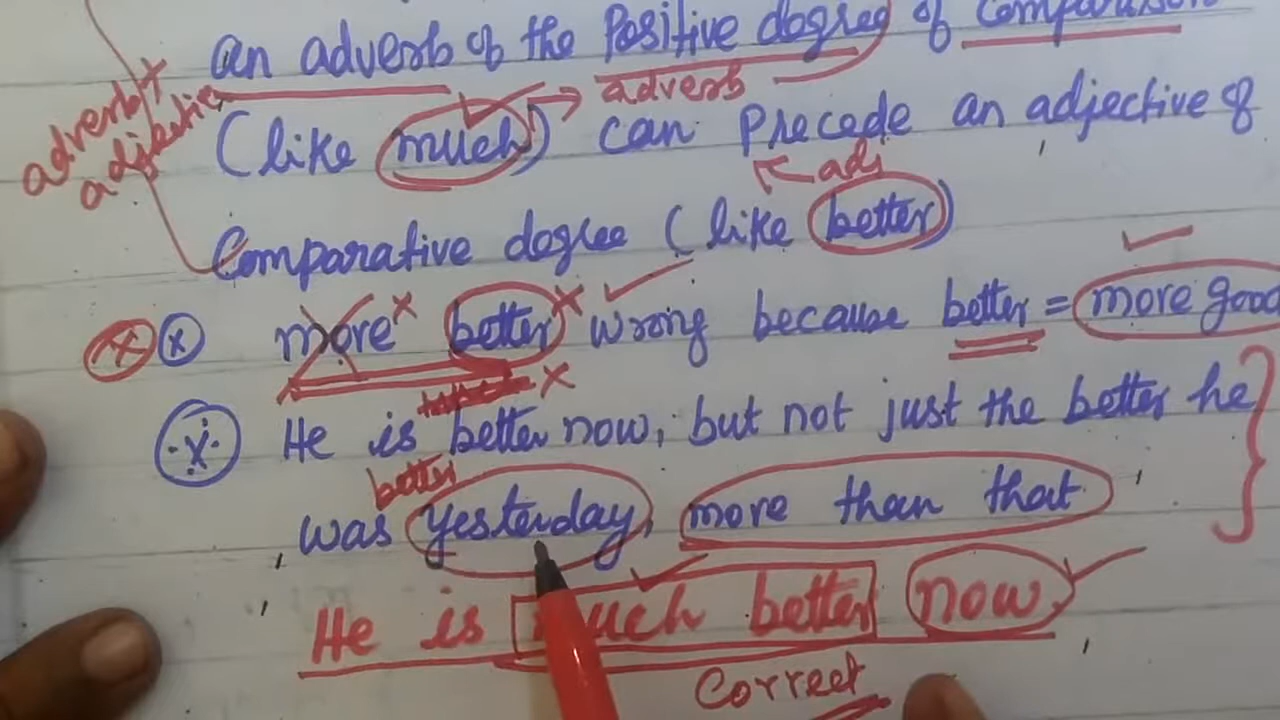 an adverb of the Positive degree of Comparison
adverb
adverb +
adjective
(like much) → can Precede an adjective of
adj
Comparative degree (like better)
x more x better x wrong because better = more good
x
x He is better now, but not just the better he
better
was yesterday, more than that
He is much better now.
Correct